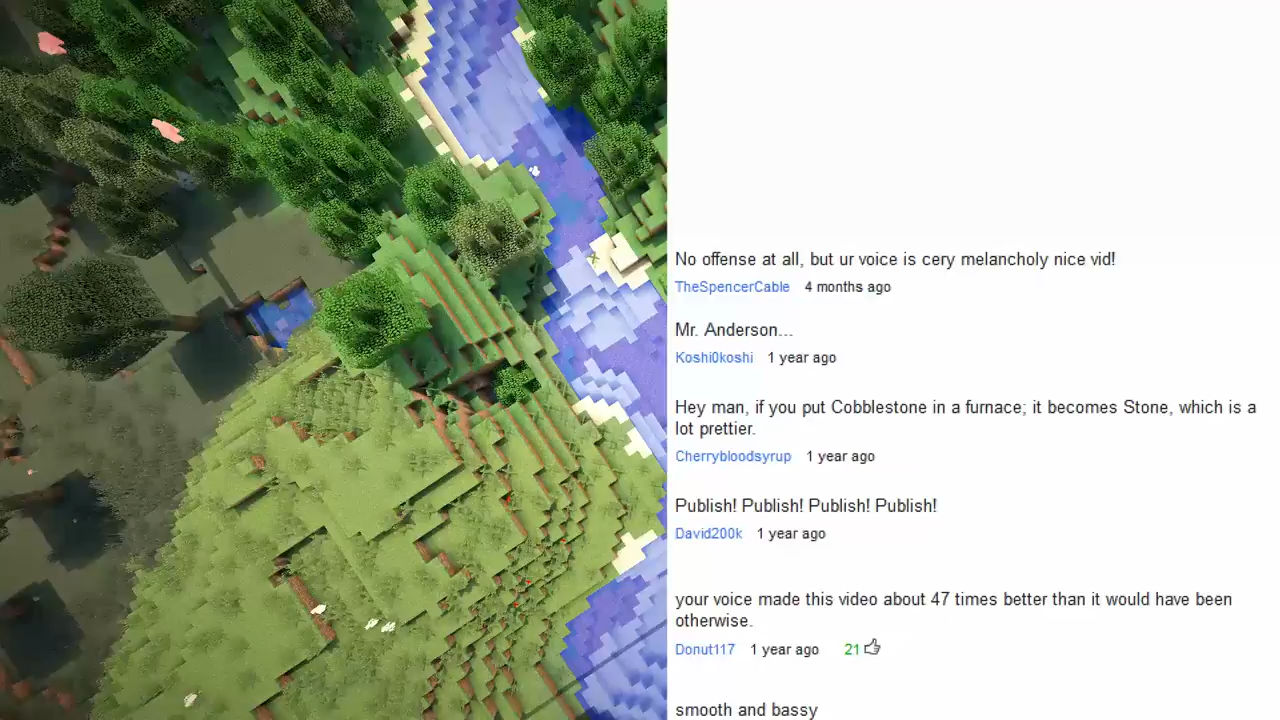 No offense at all, but ur voice is cery melancholy nice vid!
TheSpencerCable 4 months ago
Mr. Anderson...
Koshi0koshi 1 year ago
Hey man, if you put Cobblestone in a furnace; it becomes Stone, which is a
lot prettier.
Cherrybloodsyrup 1 year ago
Publish! Publish! Publish! Publish!
David200k 1 year ago
your voice made this video about 47 times better than it would have been
otherwise.
Donut117 1 year ago 21
smooth and bassy